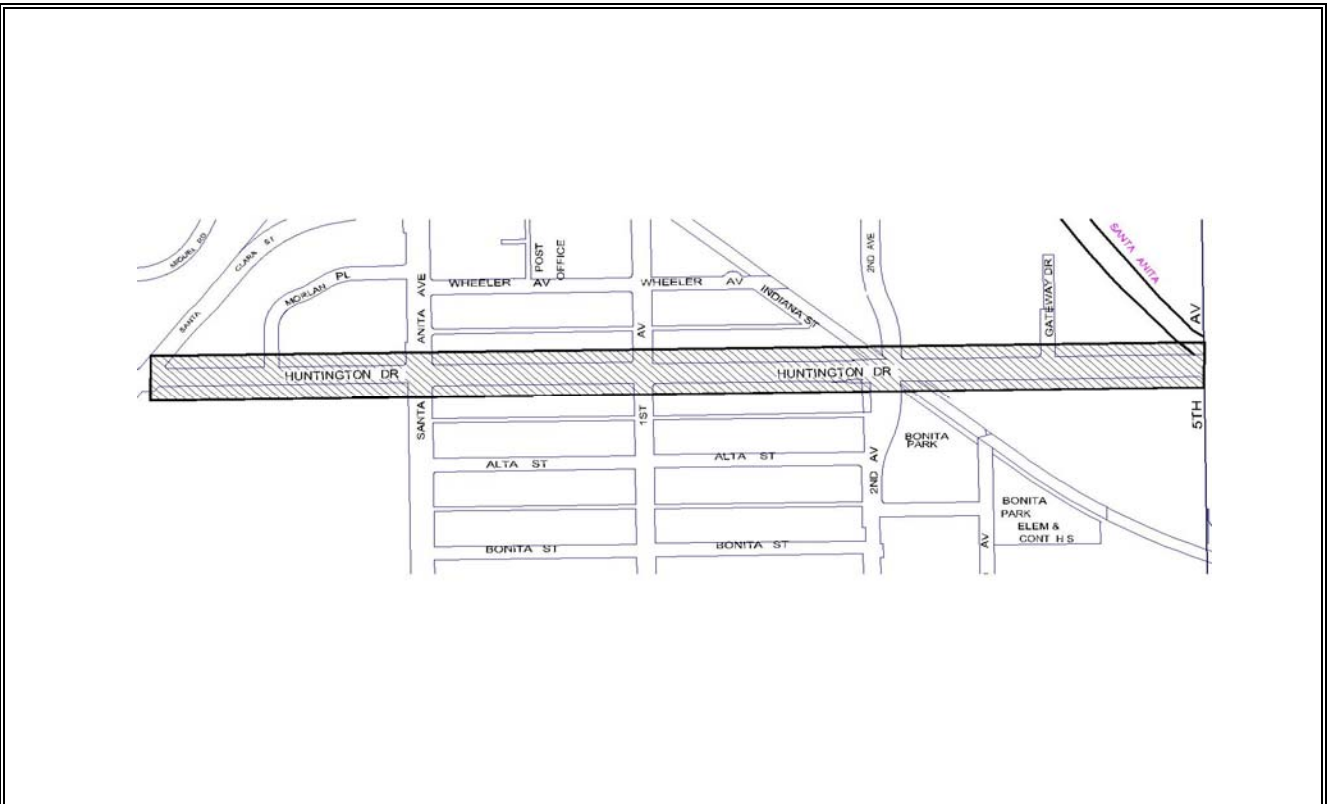 MIGUEL RD
SANTA CLARA ST
MORLAN PL
SANTA ANITA AVE
POST
OFFICE
WHEELER AV
WHEELER AV
1ST AV
INDIANA ST
2ND AVE
GATEWAY DR
SANTA ANITA
5TH AV
HUNTINGTON DR
HUNTINGTON DR
ALTA ST
ALTA ST
2ND AV
BONITA
PARK
BONITA
PARK
ELEM &
CONT H S
AV
BONITA ST
BONITA ST